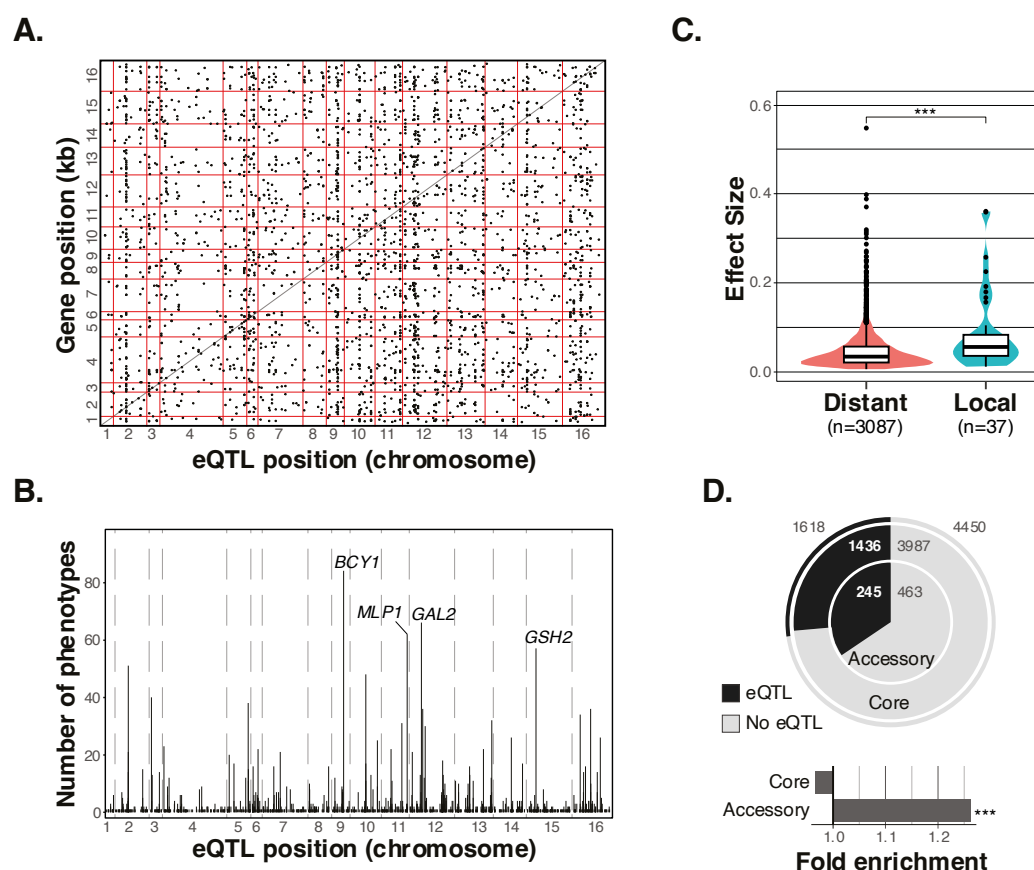 A.
Gene position (kb)
16
15
14
13
12
11
10
9
8
7
6
5
4
3
2
1
1 2 3 4 5 6 7 8 9 10 11 12 13 14 15 16
eQTL position (chromosome)
B.
Number of phenotypes
80
60
40
20
0
BCY1
MLP1
GAL2
GSH2
1 2 3 4 5 6 7 8 9 10 11 12 13 14 15 16
eQTL position (chromosome)
C.
Effect Size
0.6
0.4
0.2
0.0
***
Distant
(n=3087)
Local
(n=37)
D.
1618
4450
1436
3987
245
463
Accessory
Core
eQTL
No eQTL
Core
Accessory
***
1.0 1.1 1.2
Fold enrichment